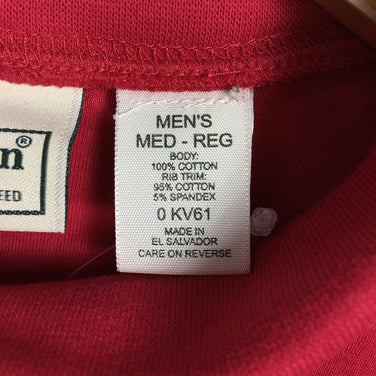 n®
EED
MEN'S
MED - REG
BODY:
100% COTTON
RIB TRIM:
95% COTTON
5% SPANDEX
0 KV61
MADE IN
EL SALVADOR
CARE ON REVERSE